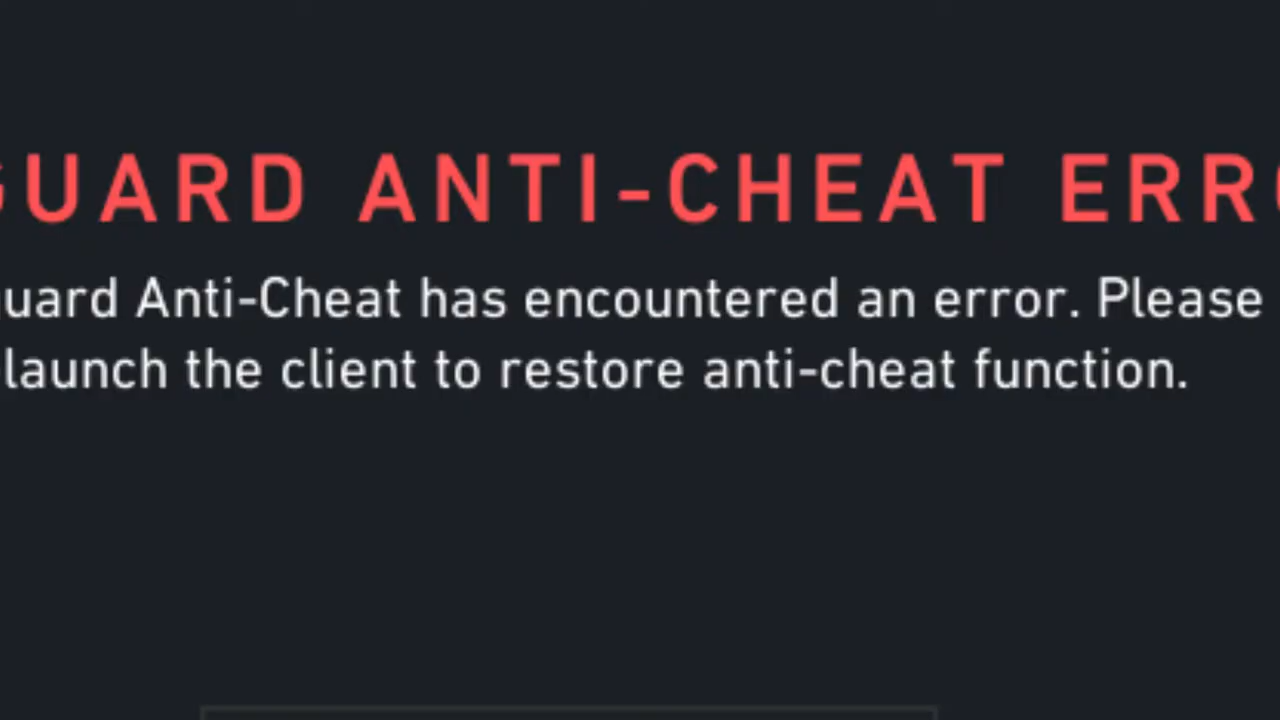 GUARD ANTI-CHEAT ERRO
uard Anti-Cheat has encountered an error. Please
launch the client to restore anti-cheat function.